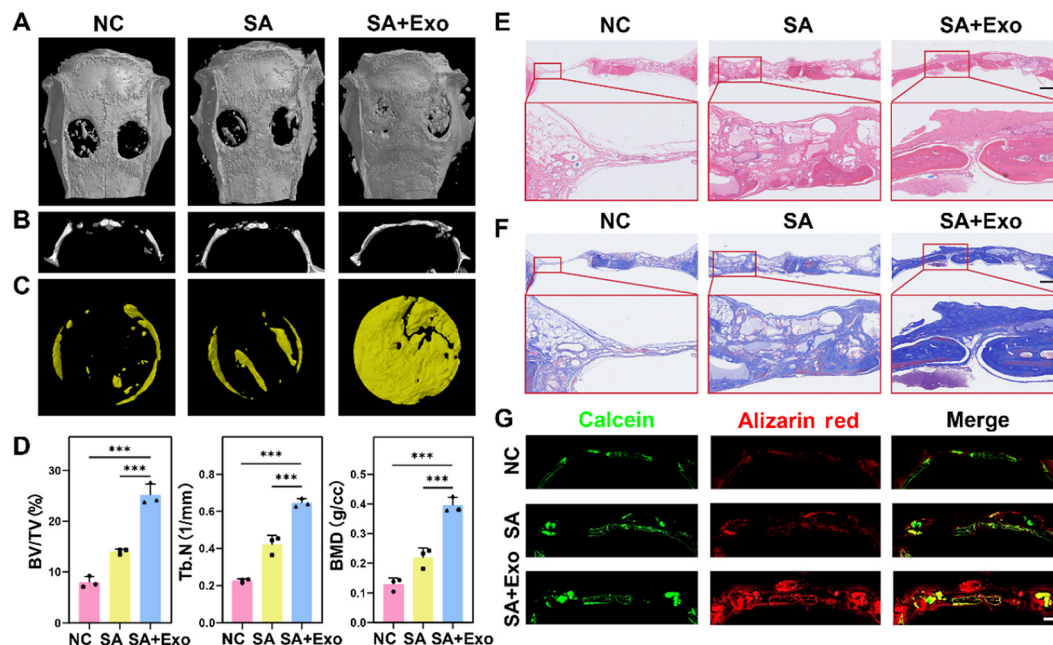 A
NC SA SA+Exo
B
C
D
*** *** ***
*** *** ***
BV/TV (%)
30
20
10
0
NC SA SA+Exo
Tb.N (1/mm)
0.8
0.6
0.4
0.2
0.0
NC SA SA+Exo
BMD (g/cc)
0.5
0.4
0.3
0.2
0.1
0.0
NC SA SA+Exo
E
NC SA SA+Exo
F
NC SA SA+Exo
G
Calcein Alizarin red Merge
NC
SA
SA+Exo